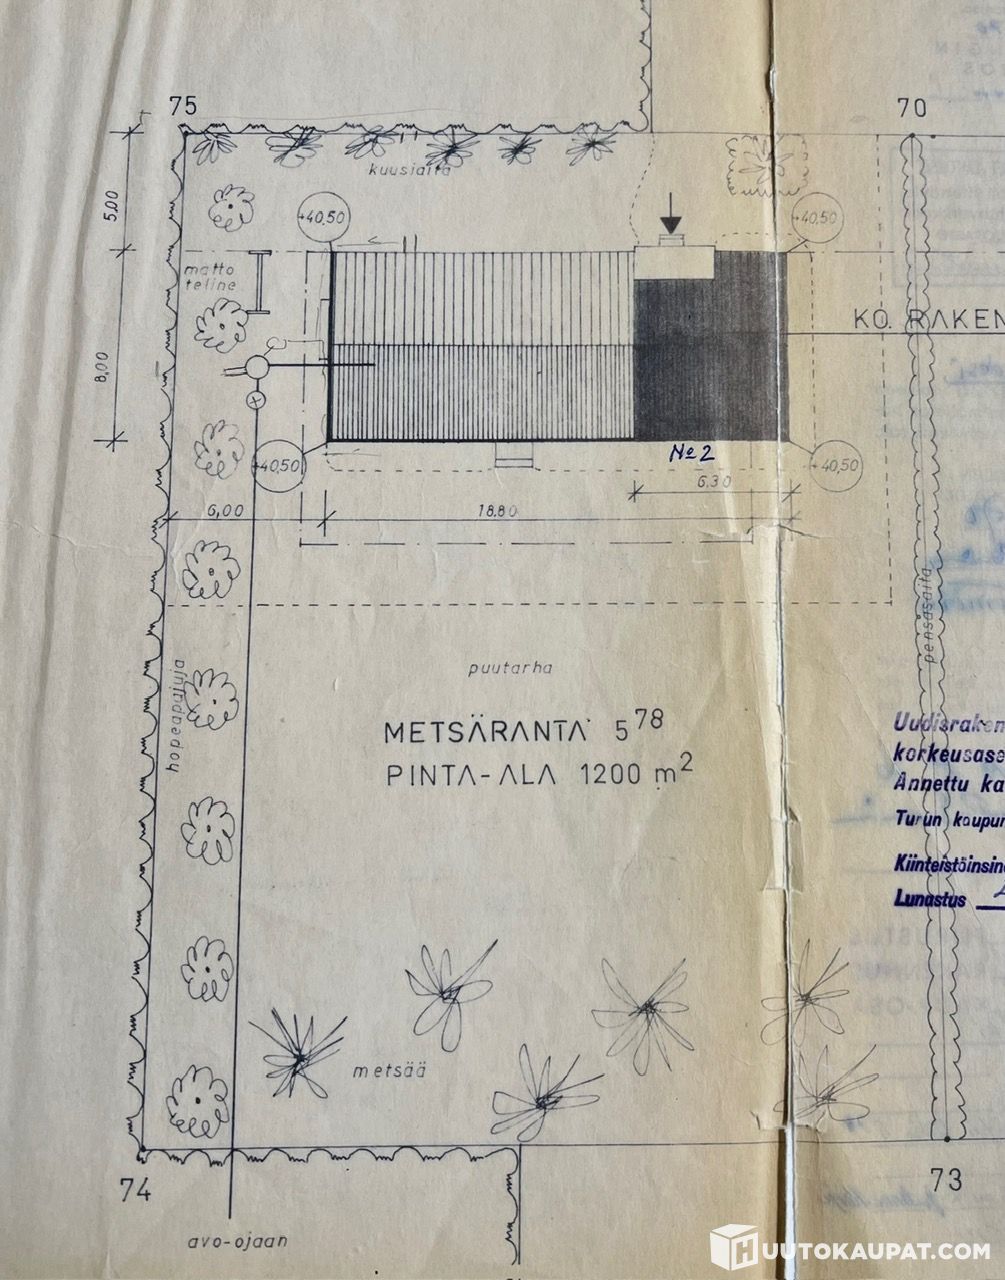 75
70
kuusiaita
5,00
+40,50
+40,50
matto
teline
KO. RAKEN
8,00
No 2
+40,50
+40,50
6,30
6,00
18,80
pensasaita
puutarha
hopeapajuja
METSÄRANTA 5 78
PINTA-ALA 1200 m²
Uudisraken
korkeusase
Annettu ka
Turun kaupun
Kiinteistöinsin
Lunastus
metsää
74
73
avo-ojaan
HUUTOKAUPAT.COM